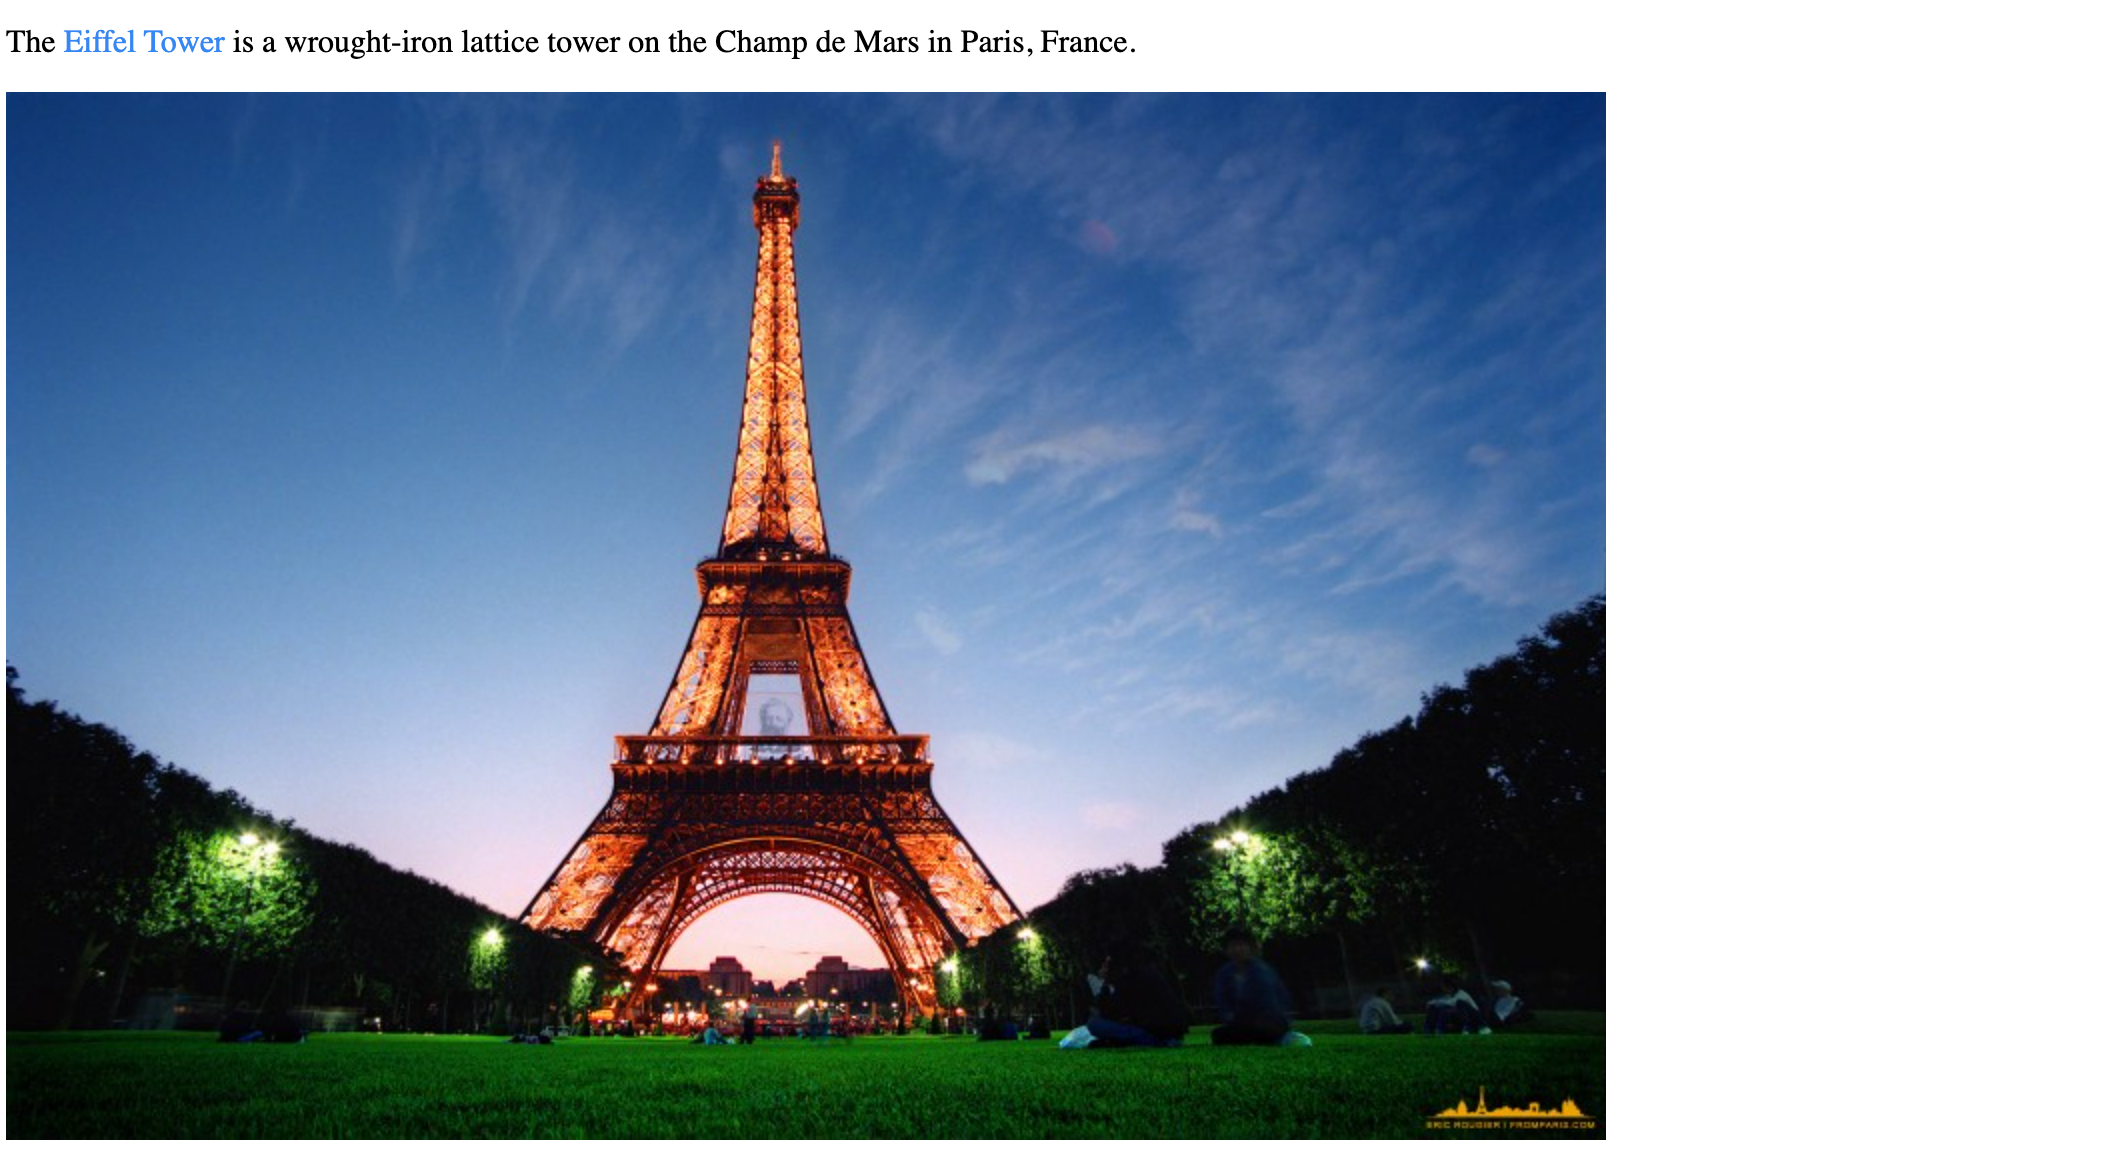 The Eiffel Tower is a wrought-iron lattice tower on the Champ de Mars in Paris, France.
ERIC ROUGIER | FROMPARIS.COM